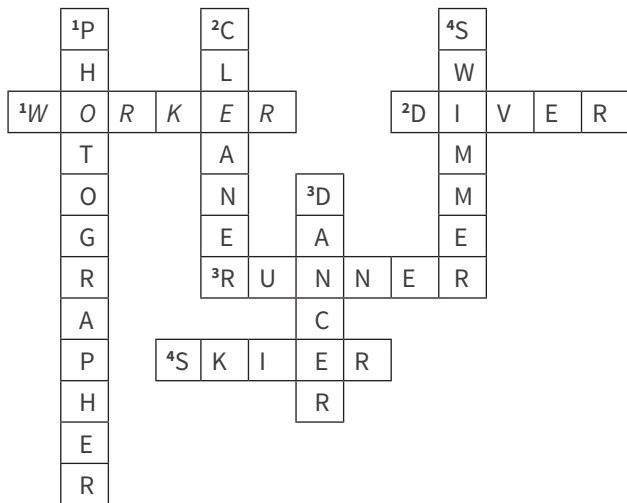 ¹P ²C ⁴S
H L W
¹W O R K E R ²D I V E R
T A M
O N ³D M
G E A E
R ³R U N N E R
A C
P ⁴S K I E R
H R
E
R